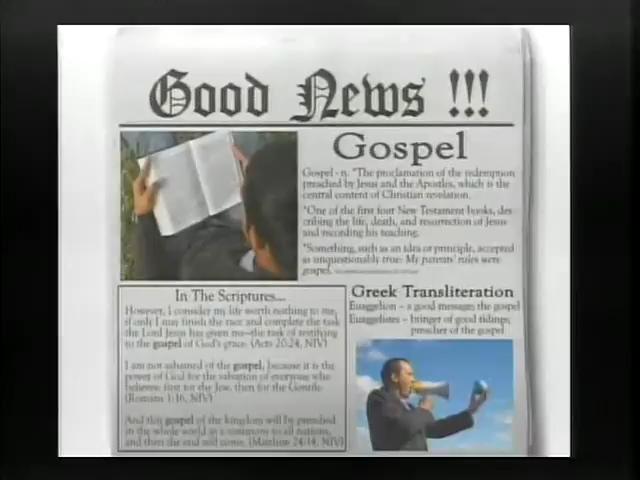 Good News !!!
Gospel
Gospel - n. "The proclamation of the redemption
preached by Jesus and the Apostles, which is the
central content of Christian revelation.
"One of the first four New Testament books, des
cribing the life, death, and resurrection of Jesus
and recording his teaching.
"Something, such as an idea or principle, accepted
as unquestionably true: My parents' rules were
gospel.
In The Scriptures...
However, I consider my life worth nothing to me,
if only I may finish the race and complete the task
the Lord Jesus has given me—the task of testifying
to the gospel of God's grace. (Acts 20:24, NIV)
I am not ashamed of the gospel, because it is the
power of God for the salvation of everyone who
believes: first for the Jew, then for the Gentile.
(Romans 1:16, NIV)
And this gospel of the kingdom will be preached
in the whole world as a testimony to all nations,
and then the end will come. (Matthew 24:14, NIV)
Greek Transliteration
Euaggelion – a good message; the gospel
Euaggelistes – bringer of good tidings;
preacher of the gospel